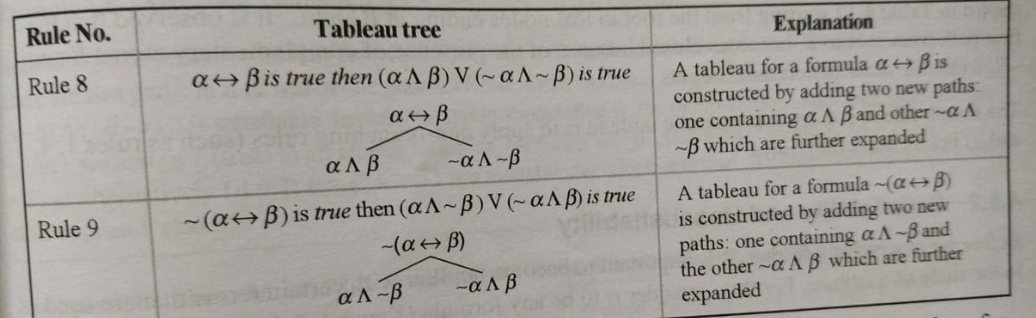 Rule No. Tableau tree Explanation
Rule 8
α ↔ β is true then (α Λ β) V (~ α Λ ~ β) is true
α ↔ β
α Λ β ~α Λ ~β
A tableau for a formula α ↔ β is
constructed by adding two new paths:
one containing α Λ β and other ~α Λ
~β which are further expanded
Rule 9
~ (α ↔ β) is true then (α Λ ~ β) V (~ α Λ β) is true
~(α ↔ β)
α Λ ~β ~α Λ β
A tableau for a formula ~(α ↔ β)
is constructed by adding two new
paths: one containing α Λ ~β and
the other ~α Λ β which are further
expanded